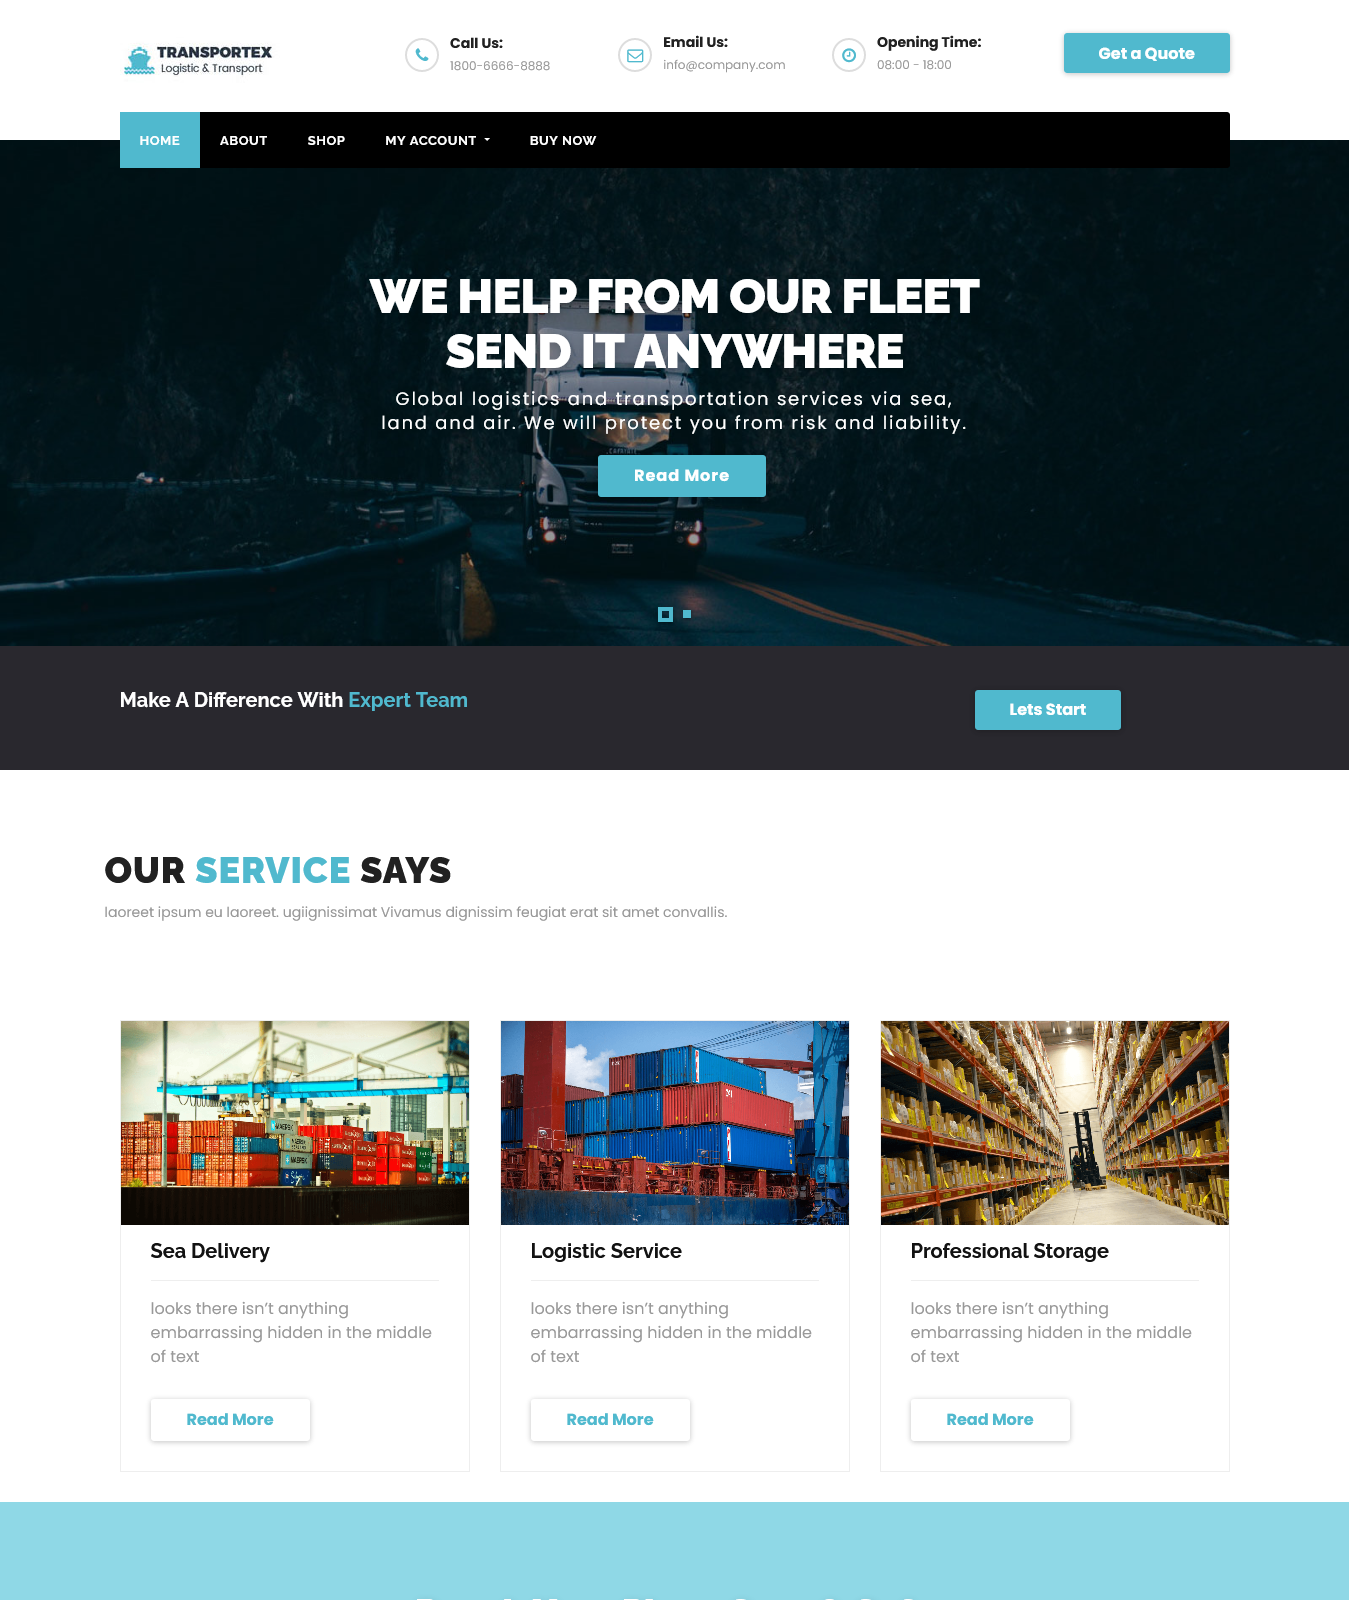 TRANSPORTEX
Logistic & Transport
Call Us:
1800-6666-8888
Email Us:
info@company.com
Opening Time:
08:00 - 18:00
Get a Quote
HOME
ABOUT
SHOP
MY ACCOUNT
BUY NOW
WE HELP FROM OUR FLEET
SEND IT ANYWHERE
Global logistics and transportation services via sea,
land and air. We will protect you from risk and liability.
Read More
Make A Difference With Expert Team
Lets Start
OUR SERVICE SAYS
laoreet ipsum eu laoreet. ugiignissimat Vivamus dignissim feugiat erat sit amet convallis.
Sea Delivery
looks there isn't anything
embarrassing hidden in the middle
of text
Read More
Logistic Service
looks there isn't anything
embarrassing hidden in the middle
of text
Read More
Professional Storage
looks there isn't anything
embarrassing hidden in the middle
of text
Read More